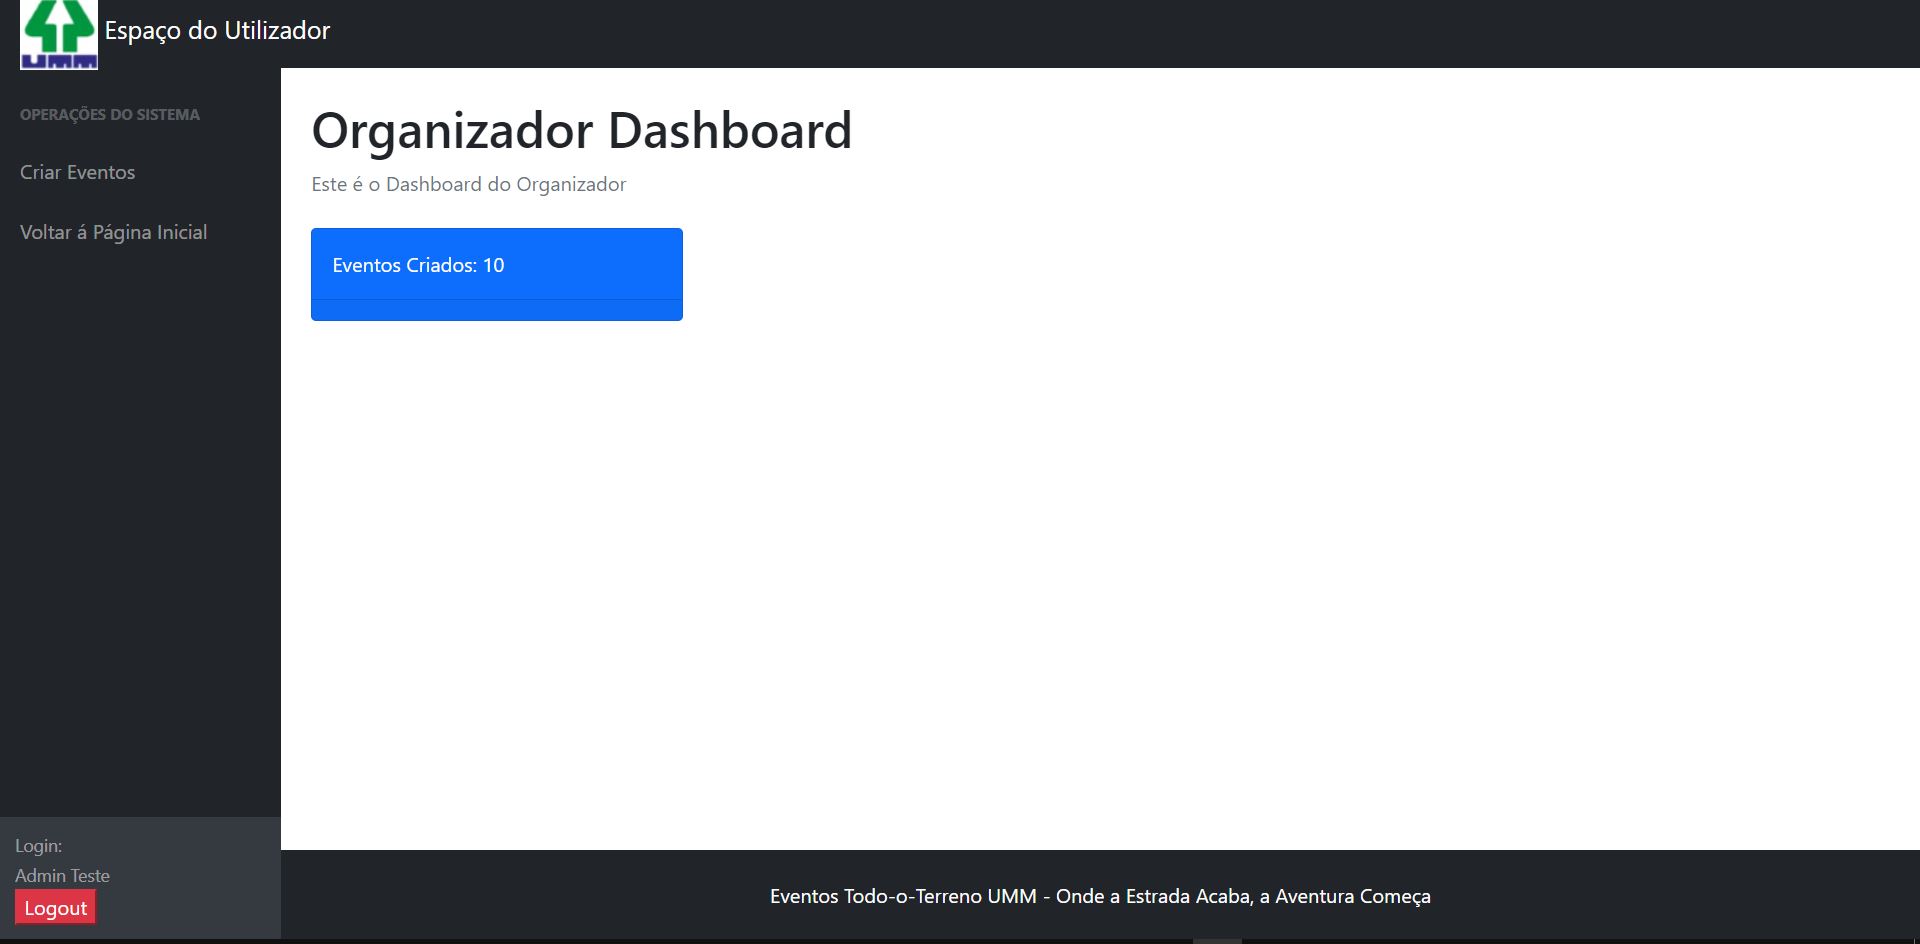 umm
Espaço do Utilizador
OPERAÇÕES DO SISTEMA
Criar Eventos
Voltar á Página Inicial
Organizador Dashboard
Este é o Dashboard do Organizador
Eventos Criados: 10
Login:
Admin Teste
Logout
Eventos Todo-o-Terreno UMM - Onde a Estrada Acaba, a Aventura Começa